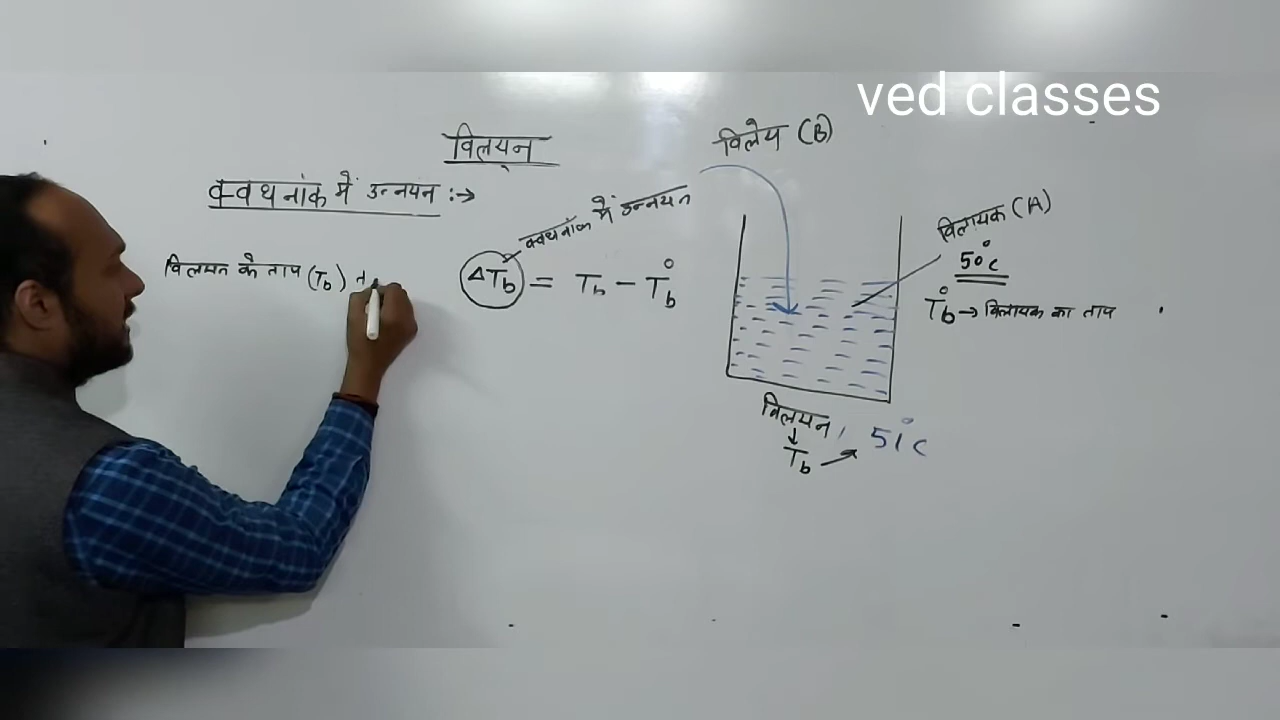 ved classes
विलयन
क्वथनांक में उन्नयन :→
विलेय (B)
क्वथनांक में उन्नयन
विलायक (A)
50°C
विलयन के ताप (Tb) त
ΔTb = Tb - T°b
T°b → विलायक का ताप
विलयन,
↓
Tb → 51°C